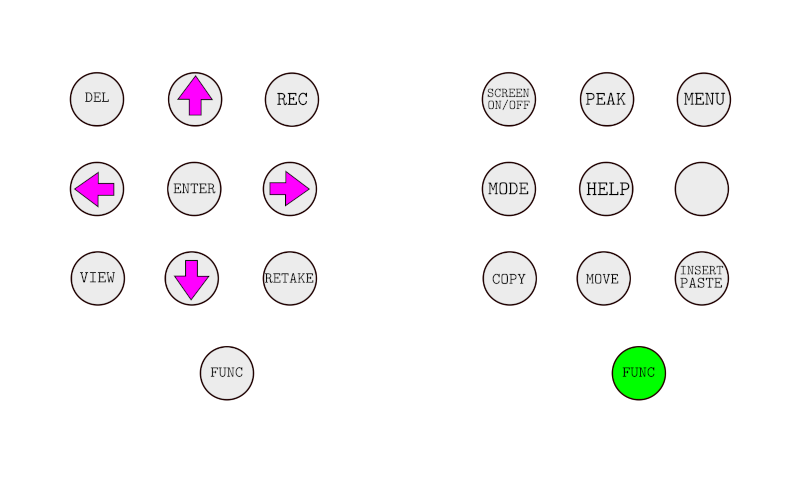 DEL
REC
SCREEN
ON/OFF
PEAK
MENU
ENTER
MODE
HELP
VIEW
RETAKE
COPY
MOVE
INSERT
PASTE
FUNC
FUNC